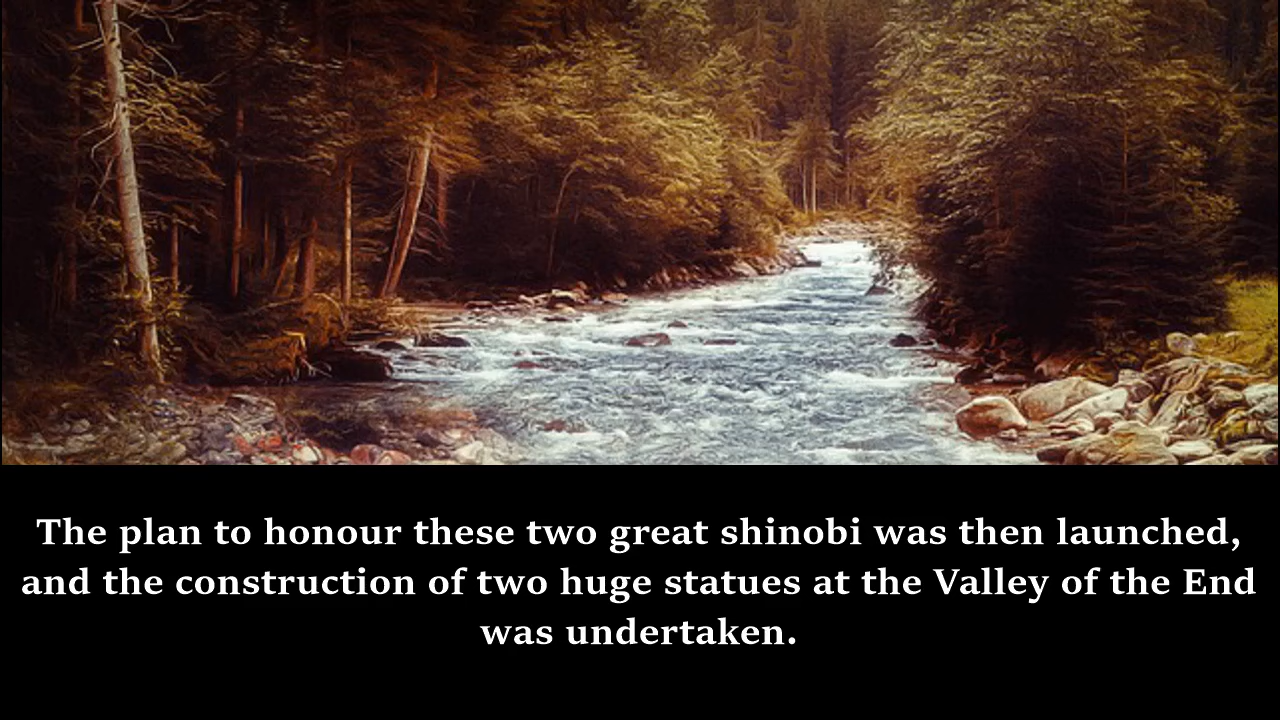 The plan to honour these two great shinobi was then launched,
and the construction of two huge statues at the Valley of the End
was undertaken.